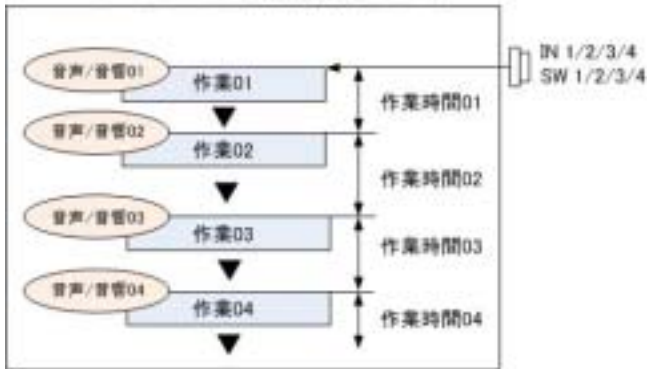 IN 1/2/3/4
SW 1/2/3/4
音声/音響01
作業01
作業時間01
音声/音響02
作業02
作業時間02
音声/音響03
作業03
作業時間03
音声/音響04
作業04
作業時間04